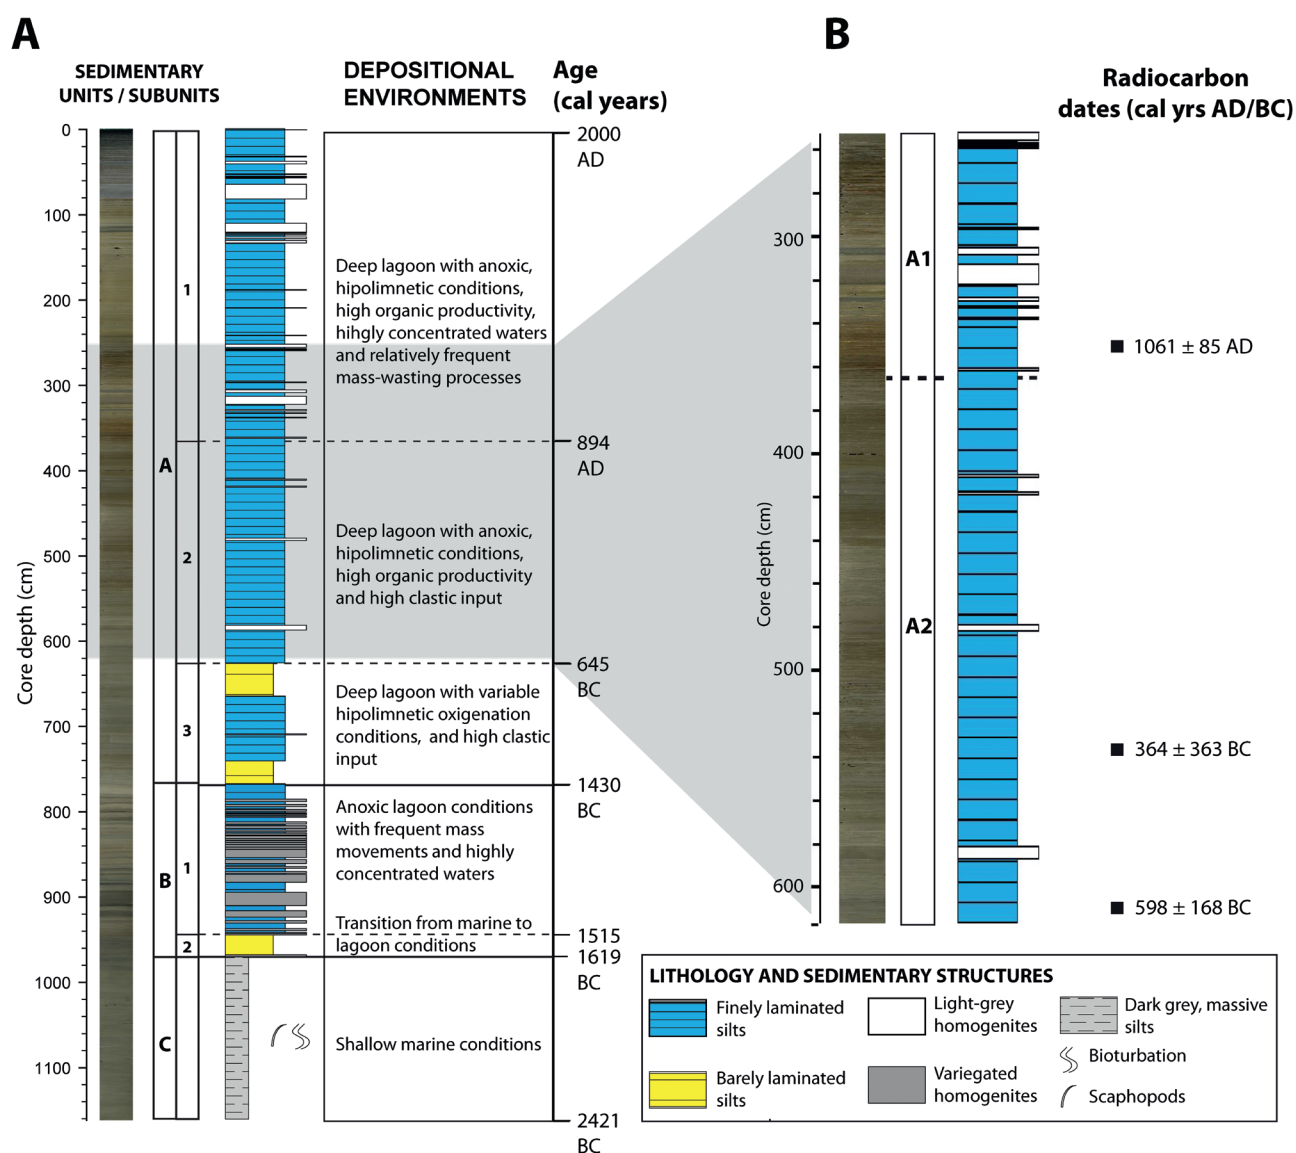 A
SEDIMENTARY
UNITS / SUBUNITS
DEPOSITIONAL
ENVIRONMENTS
Age
(cal years)
Core depth (cm)
0
100
200
300
400
500
600
700
800
900
1000
1100
A
B
C
1
2
3
1
2
Deep lagoon with anoxic,
hipolimnetic conditions,
high organic productivity,
hihgly concentrated waters
and relatively frequent
mass-wasting processes
Deep lagoon with anoxic,
hipolimnetic conditions,
high organic productivity
and high clastic input
Deep lagoon with variable
hipolimnetic oxigenation
conditions, and high clastic
input
Anoxic lagoon conditions
with frequent mass
movements and highly
concentrated waters
Transition from marine to
lagoon conditions
Shallow marine conditions
2000
AD
894
AD
645
BC
1430
BC
1515
1619
BC
2421
BC
B
Radiocarbon
dates (cal yrs AD/BC)
Core depth (cm)
300
400
500
600
A1
A2
1061 ± 85 AD
364 ± 363 BC
598 ± 168 BC
LITHOLOGY AND SEDIMENTARY STRUCTURES
Finely laminated
silts
Barely laminated
silts
Light-grey
homogenites
Variegated
homogenites
Dark grey, massive
silts
Bioturbation
Scaphopods